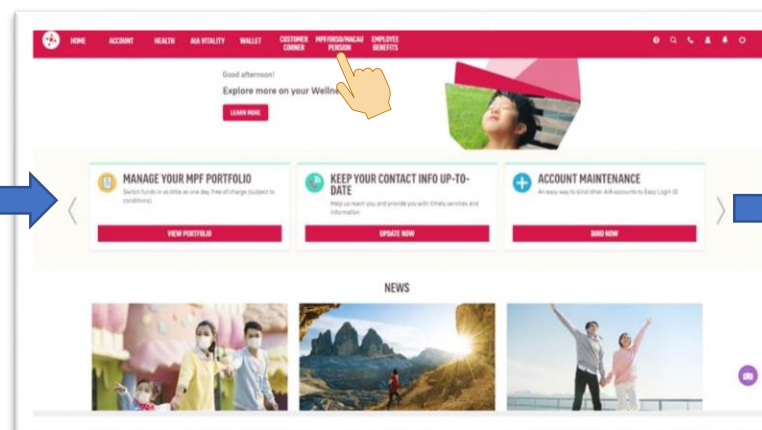 HOME ACCOUNT HEALTH AIA VITALITY WALLET CUSTOMER CORNER MPF/ORSO/MACAU PENSION EMPLOYEE BENEFITS
Good afternoon!
Explore more on your Welln
LEARN MORE
MANAGE YOUR MPF PORTFOLIO
Switch funds in as little as one day, free of charge (subject to
conditions).
VIEW PORTFOLIO
KEEP YOUR CONTACT INFO UP-TO-
DATE
Help us reach you and provide you with timely services and
information
UPDATE NOW
ACCOUNT MAINTENANCE
An easy way to bind other AIA accounts to Easy Login ID
BIND NOW
NEWS